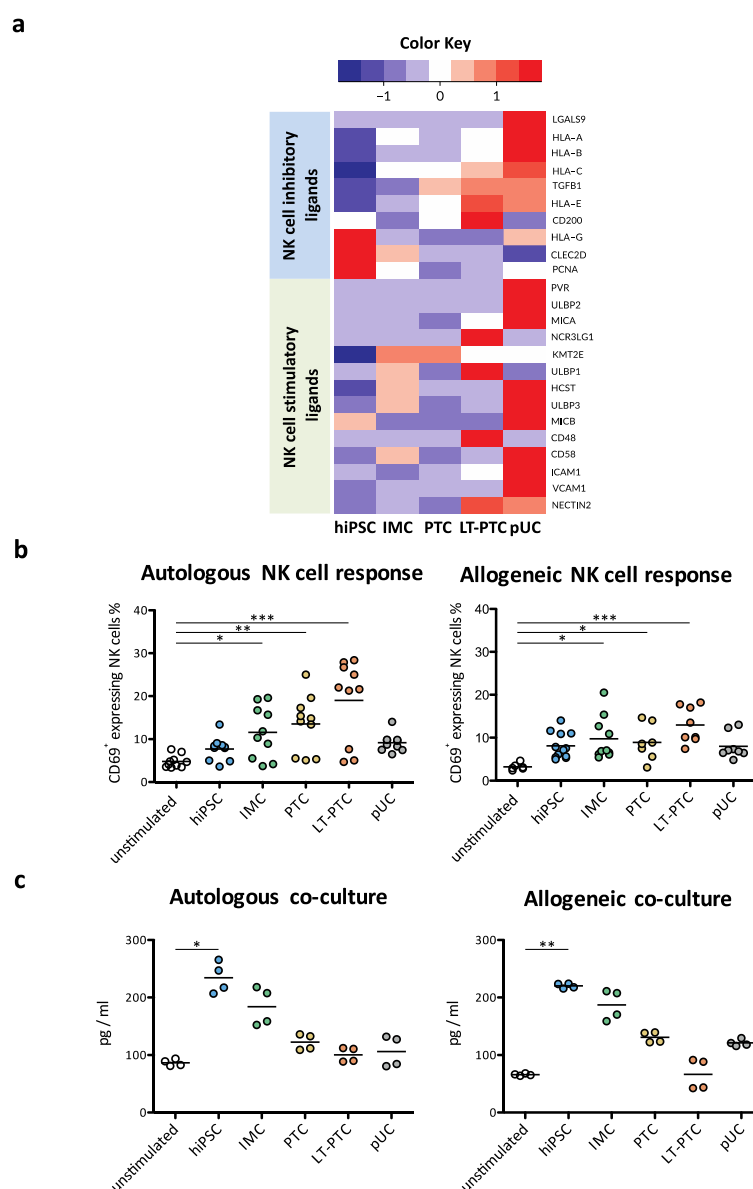 a
Color Key
−1 0 1
NK cell inhibitory
ligands
LGALS9
HLA−A
HLA−B
HLA−C
TGFB1
HLA−E
CD200
HLA−G
CLEC2D
PCNA
NK cell stimulatory
ligands
PVR
ULBP2
MICA
NCR3LG1
KMT2E
ULBP1
HCST
ULBP3
MICB
CD48
CD58
ICAM1
VCAM1
NECTIN2
hiPSC IMC PTC LT-PTC pUC
b
Autologous NK cell response
CD69+ expressing NK cells %
40
30
20
10
0
***
**
*
unstimulated
hiPSC
IMC
PTC
LT-PTC
pUC
Allogeneic NK cell response
CD69+ expressing NK cells %
40
30
20
10
0
***
*
*
unstimulated
hiPSC
IMC
PTC
LT-PTC
pUC
c
Autologous co-culture
pg / ml
300
200
100
0
*
unstimulated
hiPSC
IMC
PTC
LT-PTC
pUC
Allogeneic co-culture
pg / ml
300
200
100
0
**
unstimulated
hiPSC
IMC
PTC
LT-PTC
pUC